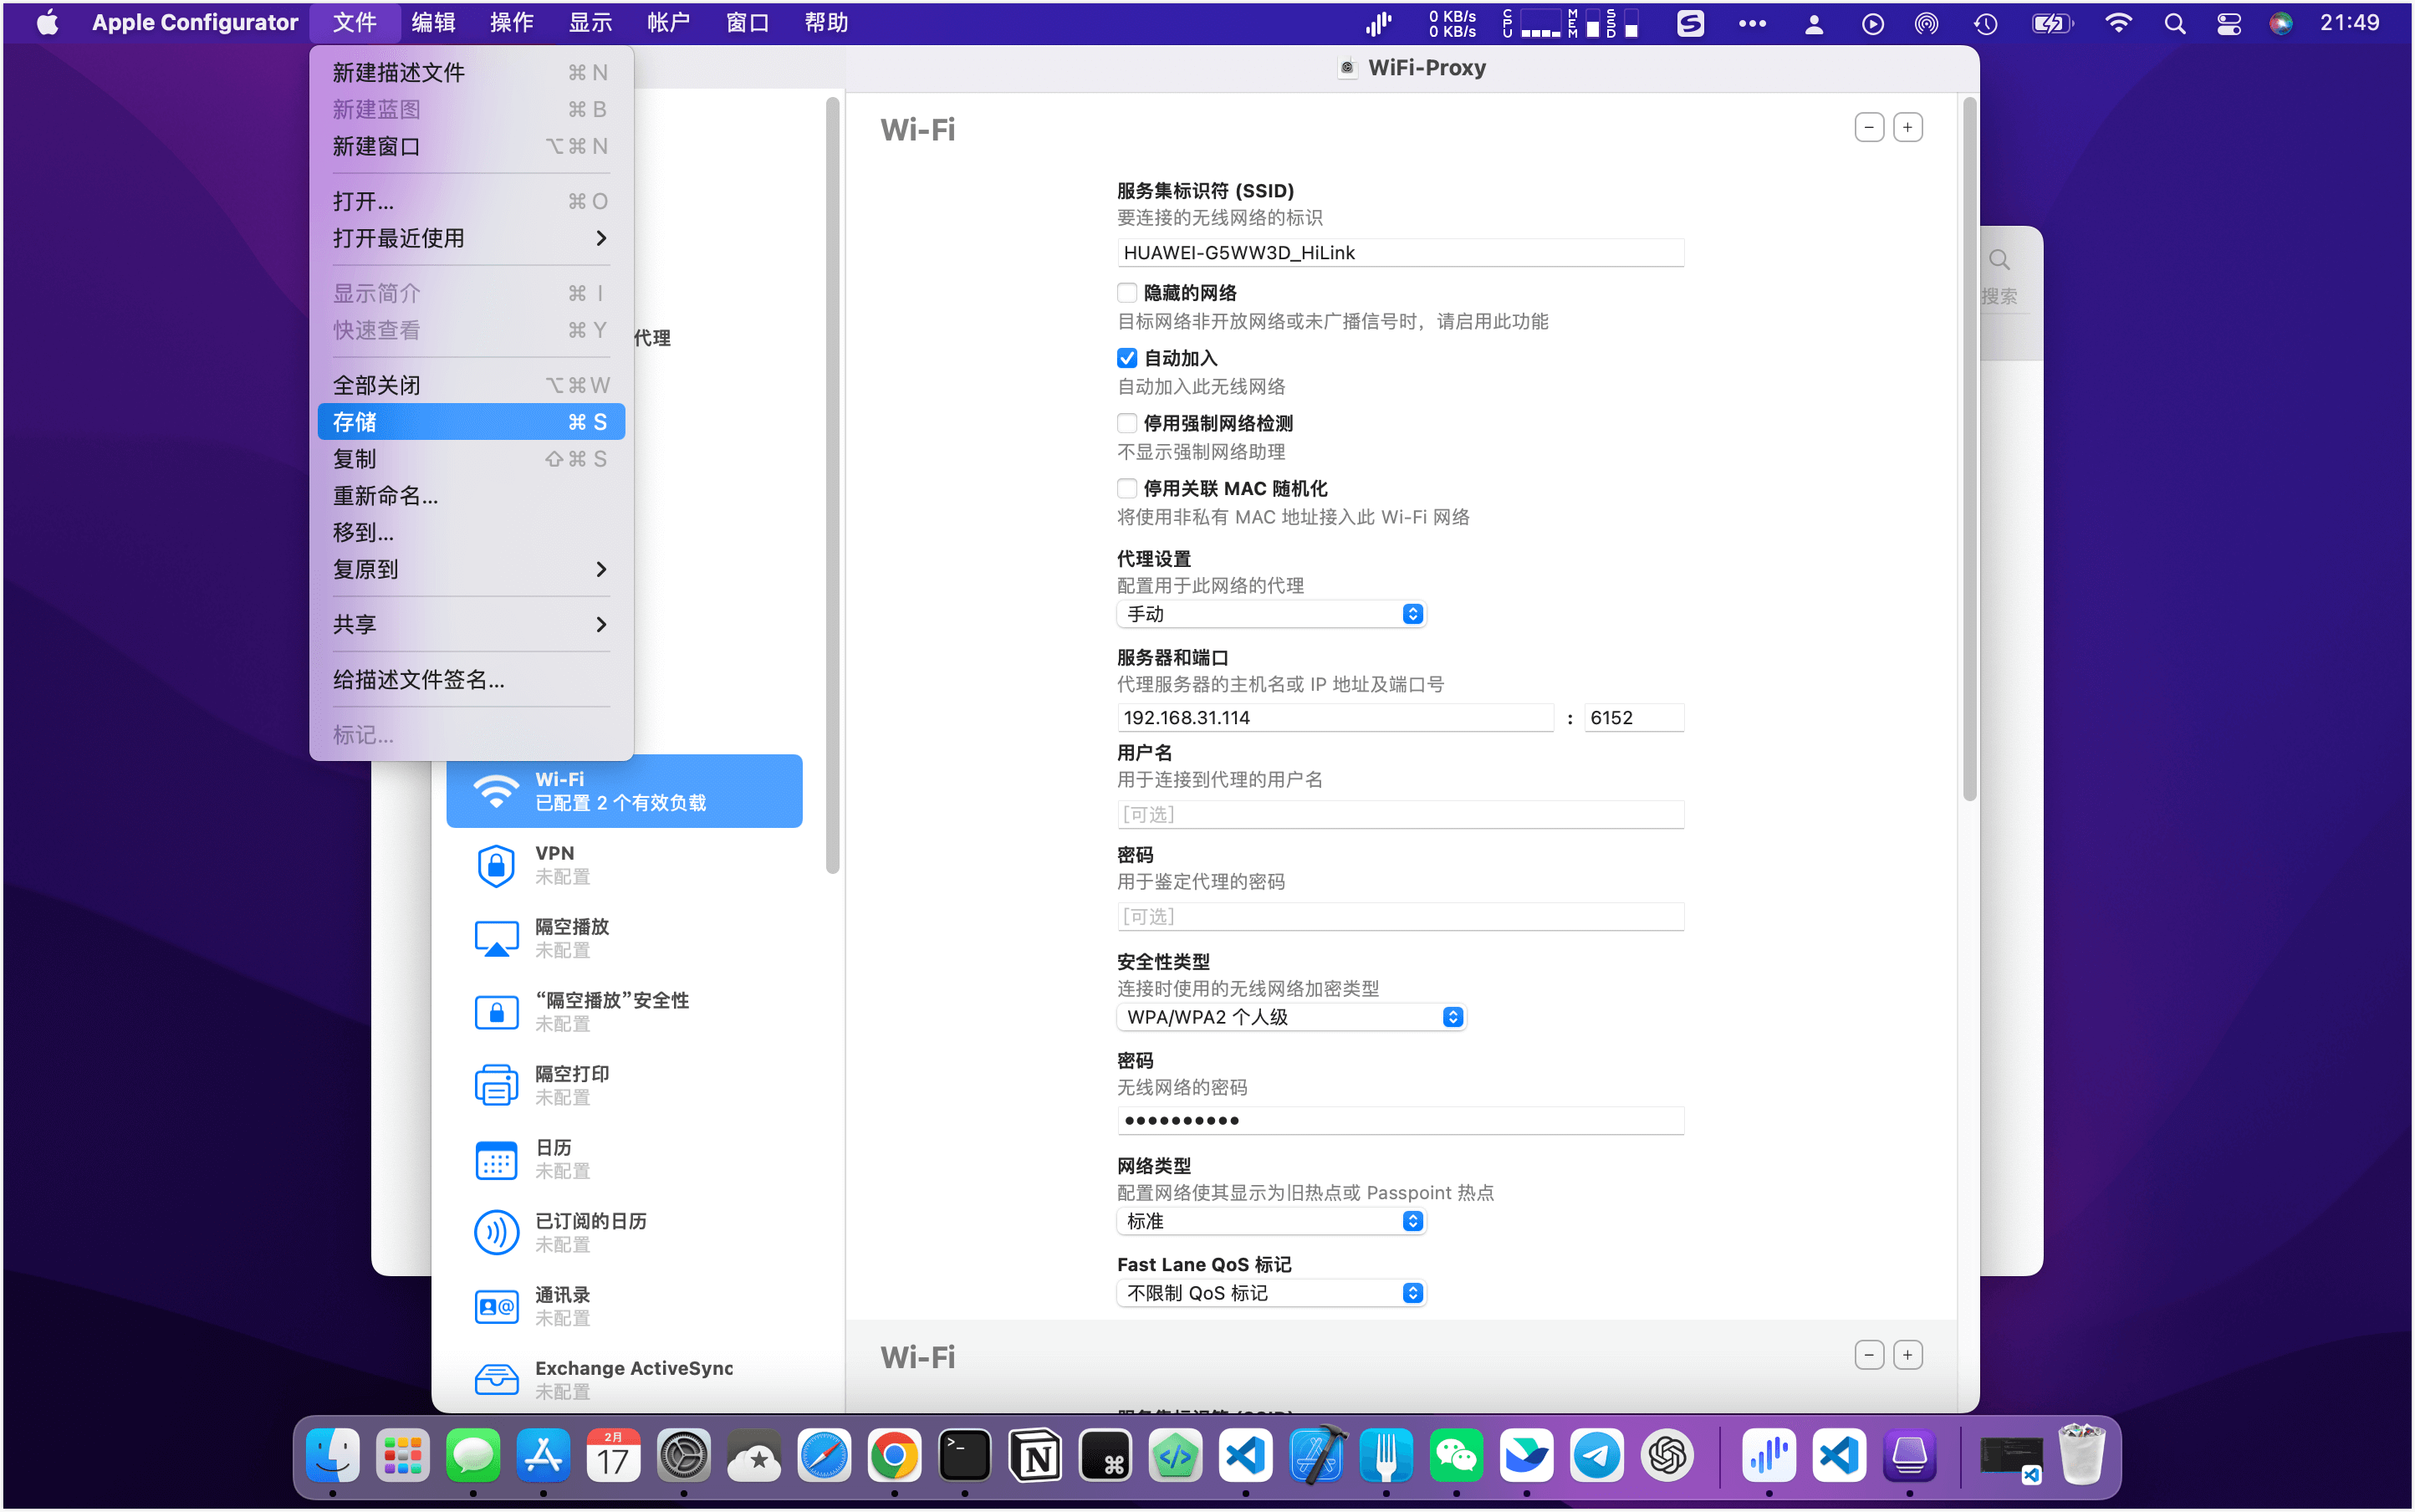 Apple Configurator 文件 编辑 操作 显示 帐户 窗口 帮助
0 KB/s
0 KB/s
CPU MEM SSD
21:49
新建描述文件 ⌘ N
新建蓝图 ⌘ B
新建窗口 ⌥ ⌘ N
打开... ⌘ O
打开最近使用
显示简介 ⌘ I
快速查看 ⌘ Y
全部关闭 ⌥ ⌘ W
存储 ⌘ S
复制 ⇧ ⌘ S
重新命名...
移到...
复原到
共享
给描述文件签名...
标记...
代理
Wi-Fi
已配置 2 个有效负载
VPN
未配置
隔空播放
未配置
“隔空播放”安全性
未配置
隔空打印
未配置
日历
未配置
已订阅的日历
未配置
通讯录
未配置
Exchange ActiveSync
未配置
WiFi-Proxy
Wi-Fi
服务集标识符 (SSID)
要连接的无线网络的标识
HUAWEI-G5WW3D_HiLink
隐藏的网络
目标网络非开放网络或未广播信号时，请启用此功能
自动加入
自动加入此无线网络
停用强制网络检测
不显示强制网络助理
停用关联 MAC 随机化
将使用非私有 MAC 地址接入此 Wi-Fi 网络
代理设置
配置用于此网络的代理
手动
服务器和端口
代理服务器的主机名或 IP 地址及端口号
192.168.31.114 : 6152
用户名
用于连接到代理的用户名
[可选]
密码
用于鉴定代理的密码
[可选]
安全性类型
连接时使用的无线网络加密类型
WPA/WPA2 个人级
密码
无线网络的密码
••••••••••
网络类型
配置网络使其显示为旧热点或 Passpoint 热点
标准
Fast Lane QoS 标记
不限制 QoS 标记
Wi-Fi
搜索
2月
17